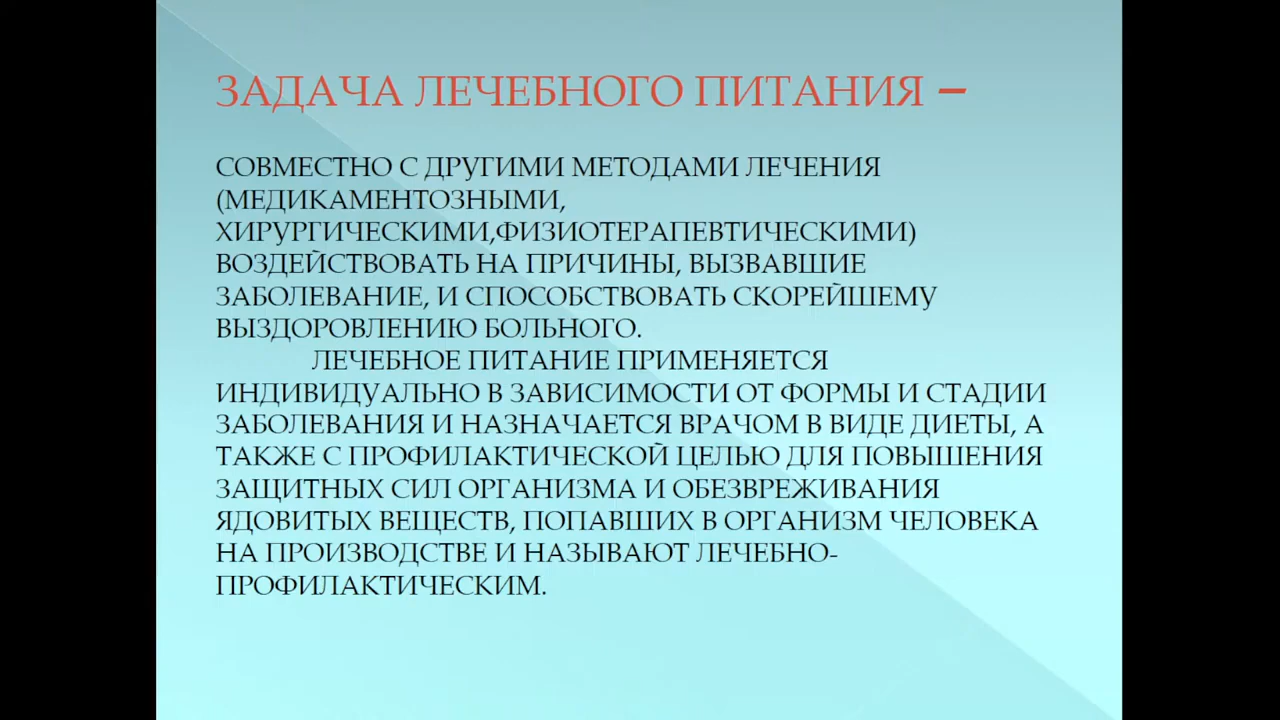 ЗАДАЧА ЛЕЧЕБНОГО ПИТАНИЯ –
СОВМЕСТНО С ДРУГИМИ МЕТОДАМИ ЛЕЧЕНИЯ
(МЕДИКАМЕНТОЗНЫМИ,
ХИРУРГИЧЕСКИМИ,ФИЗИОТЕРАПЕВТИЧЕСКИМИ)
ВОЗДЕЙСТВОВАТЬ НА ПРИЧИНЫ, ВЫЗВАВШИЕ
ЗАБОЛЕВАНИЕ, И СПОСОБСТВОВАТЬ СКОРЕЙШЕМУ
ВЫЗДОРОВЛЕНИЮ БОЛЬНОГО.
ЛЕЧЕБНОЕ ПИТАНИЕ ПРИМЕНЯЕТСЯ
ИНДИВИДУАЛЬНО В ЗАВИСИМОСТИ ОТ ФОРМЫ И СТАДИИ
ЗАБОЛЕВАНИЯ И НАЗНАЧАЕТСЯ ВРАЧОМ В ВИДЕ ДИЕТЫ, А
ТАКЖЕ С ПРОФИЛАКТИЧЕСКОЙ ЦЕЛЬЮ ДЛЯ ПОВЫШЕНИЯ
ЗАЩИТНЫХ СИЛ ОРГАНИЗМА И ОБЕЗВРЕЖИВАНИЯ
ЯДОВИТЫХ ВЕЩЕСТВ, ПОПАВШИХ В ОРГАНИЗМ ЧЕЛОВЕКА
НА ПРОИЗВОДСТВЕ И НАЗЫВАЮТ ЛЕЧЕБНО-
ПРОФИЛАКТИЧЕСКИМ.